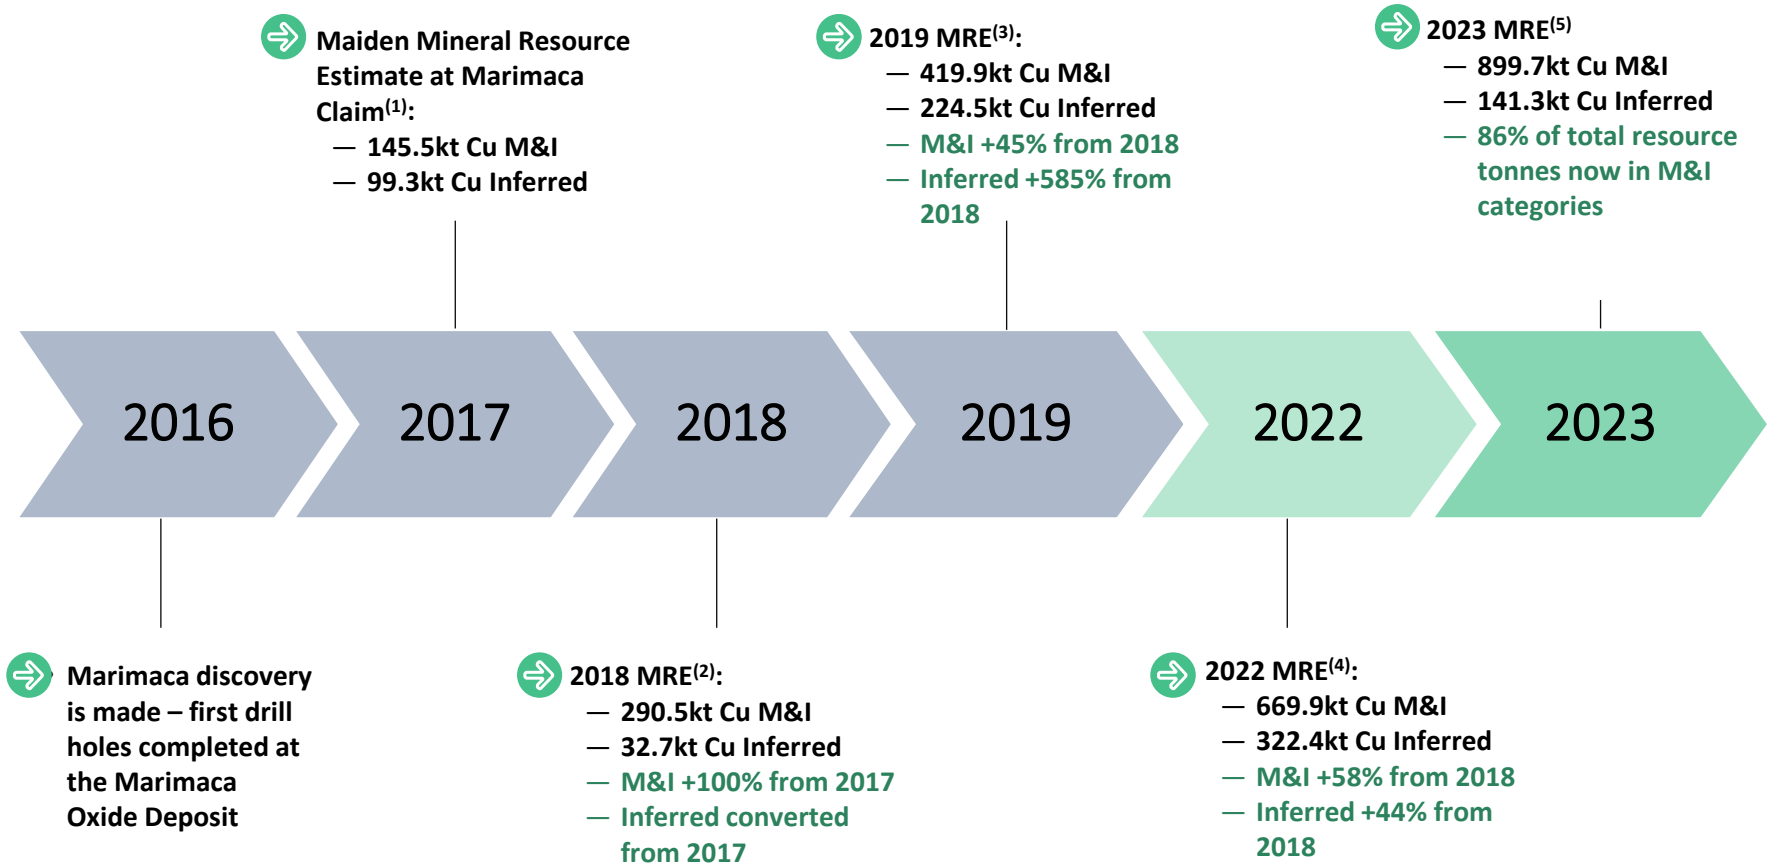 Maiden Mineral Resource
Estimate at Marimaca
Claim(1):
— 145.5kt Cu M&I
— 99.3kt Cu Inferred
2019 MRE(3):
— 419.9kt Cu M&I
— 224.5kt Cu Inferred
— M&I +45% from 2018
— Inferred +585% from
2018
2023 MRE(5)
— 899.7kt Cu M&I
— 141.3kt Cu Inferred
— 86% of total resource
tonnes now in M&I
categories
2016
2017
2018
2019
2022
2023
Marimaca discovery
is made – first drill
holes completed at
the Marimaca
Oxide Deposit
2018 MRE(2):
— 290.5kt Cu M&I
— 32.7kt Cu Inferred
— M&I +100% from 2017
— Inferred converted
from 2017
2022 MRE(4):
— 669.9kt Cu M&I
— 322.4kt Cu Inferred
— M&I +58% from 2018
— Inferred +44% from
2018